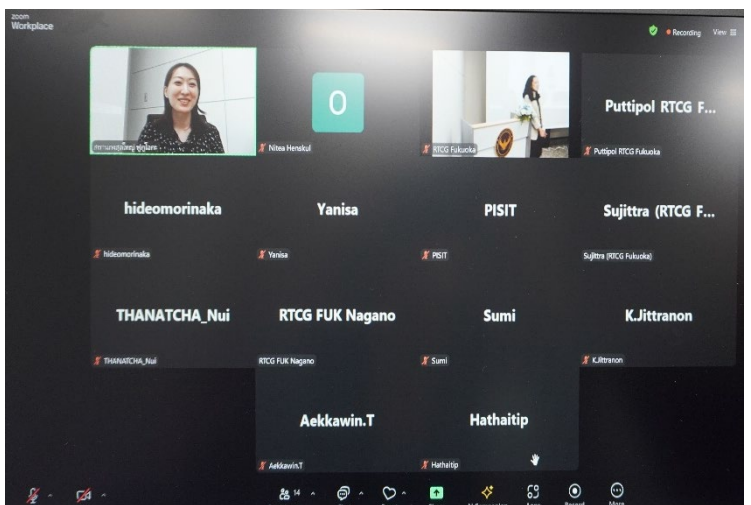 zoom
Workplace
Recording
View
O
Puttipol RTCG F...
Nitea Henskul
RTCG Fukuoka
Puttipol RTCG Fukuoka
hideomorinaka
Yanisa
PISIT
Sujittra (RTCG F...
hideomorinaka
Yanisa
PISIT
Sujittra (RTCG Fukuoka)
THANATCHA_Nui
RTCG FUK Nagano
Sumi
K.Jittranon
THANATCHA_Nui
RTCG FUK Nagano
Sumi
K.Jittranon
Aekkawin.T
Hathaitip
Aekkawin.T
Hathaitip
14